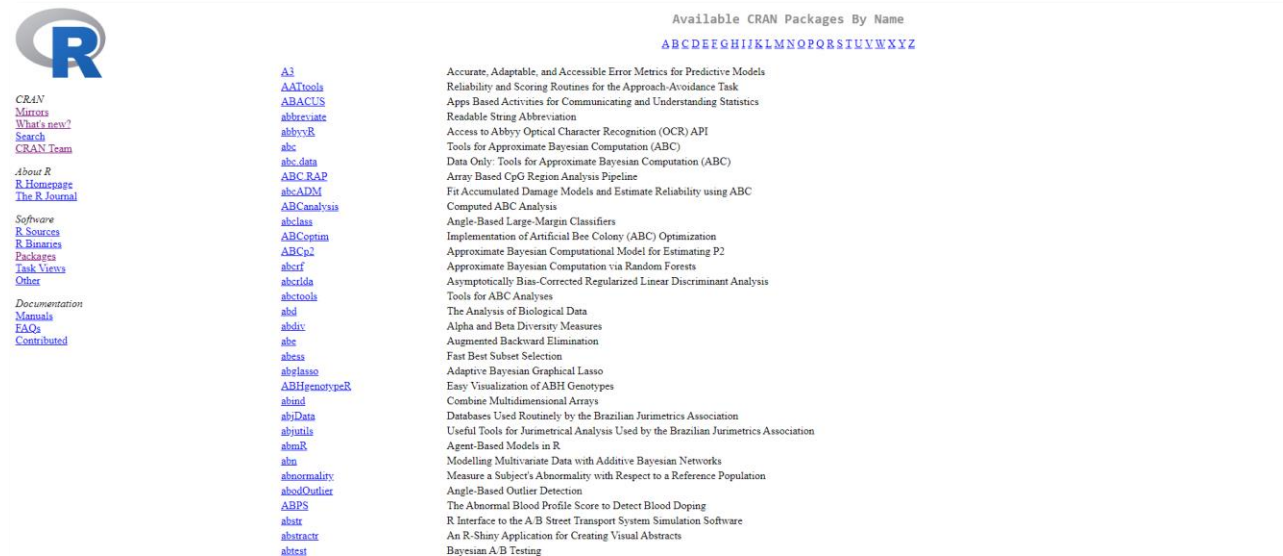 R
CRAN
Mirrors
What's new?
Search
CRAN Team
About R
R Homepage
The R Journal
Software
R Sources
R Binaries
Packages
Task Views
Other
Documentation
Manuals
FAQs
Contributed
Available CRAN Packages By Name
A B C D E F G H I J K L M N O P Q R S T U V W X Y Z
A3 Accurate, Adaptable, and Accessible Error Metrics for Predictive Models
AATtools Reliability and Scoring Routines for the Approach-Avoidance Task
ABACUS Apps Based Activities for Communicating and Understanding Statistics
abbreviate Readable String Abbreviation
abbyyR Access to Abbyy Optical Character Recognition (OCR) API
abc Tools for Approximate Bayesian Computation (ABC)
abc.data Data Only: Tools for Approximate Bayesian Computation (ABC)
ABC.RAP Array Based CpG Region Analysis Pipeline
abcADM Fit Accumulated Damage Models and Estimate Reliability using ABC
ABCanalysis Computed ABC Analysis
abclass Angle-Based Large-Margin Classifiers
ABCoptim Implementation of Artificial Bee Colony (ABC) Optimization
ABCp2 Approximate Bayesian Computational Model for Estimating P2
abcrf Approximate Bayesian Computation via Random Forests
abcrlda Asymptotically Bias-Corrected Regularized Linear Discriminant Analysis
abctools Tools for ABC Analyses
abd The Analysis of Biological Data
abdiv Alpha and Beta Diversity Measures
abe Augmented Backward Elimination
abess Fast Best Subset Selection
abglasso Adaptive Bayesian Graphical Lasso
ABHgenotypeR Easy Visualization of ABH Genotypes
abind Combine Multidimensional Arrays
abjData Databases Used Routinely by the Brazilian Jurimetrics Association
abjutils Useful Tools for Jurimetrical Analysis Used by the Brazilian Jurimetrics Association
abmR Agent-Based Models in R
abn Modelling Multivariate Data with Additive Bayesian Networks
abnormality Measure a Subject's Abnormality with Respect to a Reference Population
abodOutlier Angle-Based Outlier Detection
ABPS The Abnormal Blood Profile Score to Detect Blood Doping
abstr R Interface to the A/B Street Transport System Simulation Software
abstractr An R-Shiny Application for Creating Visual Abstracts
abtest Bayesian A/B Testing